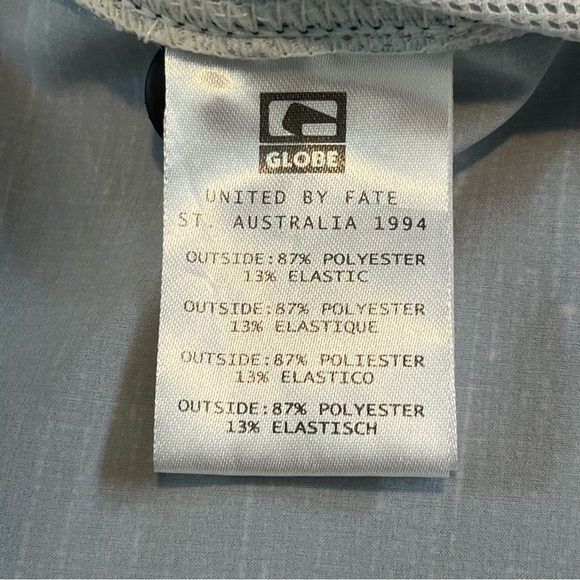 GLOBE
UNITED BY FATE
ST. AUSTRALIA 1994
OUTSIDE:87% POLYESTER
13% ELASTIC
OUTSIDE:87% POLYESTER
13% ELASTIQUE
OUTSIDE:87% POLIESTER
13% ELASTICO
OUTSIDE:87% POLYESTER
13% ELASTISCH